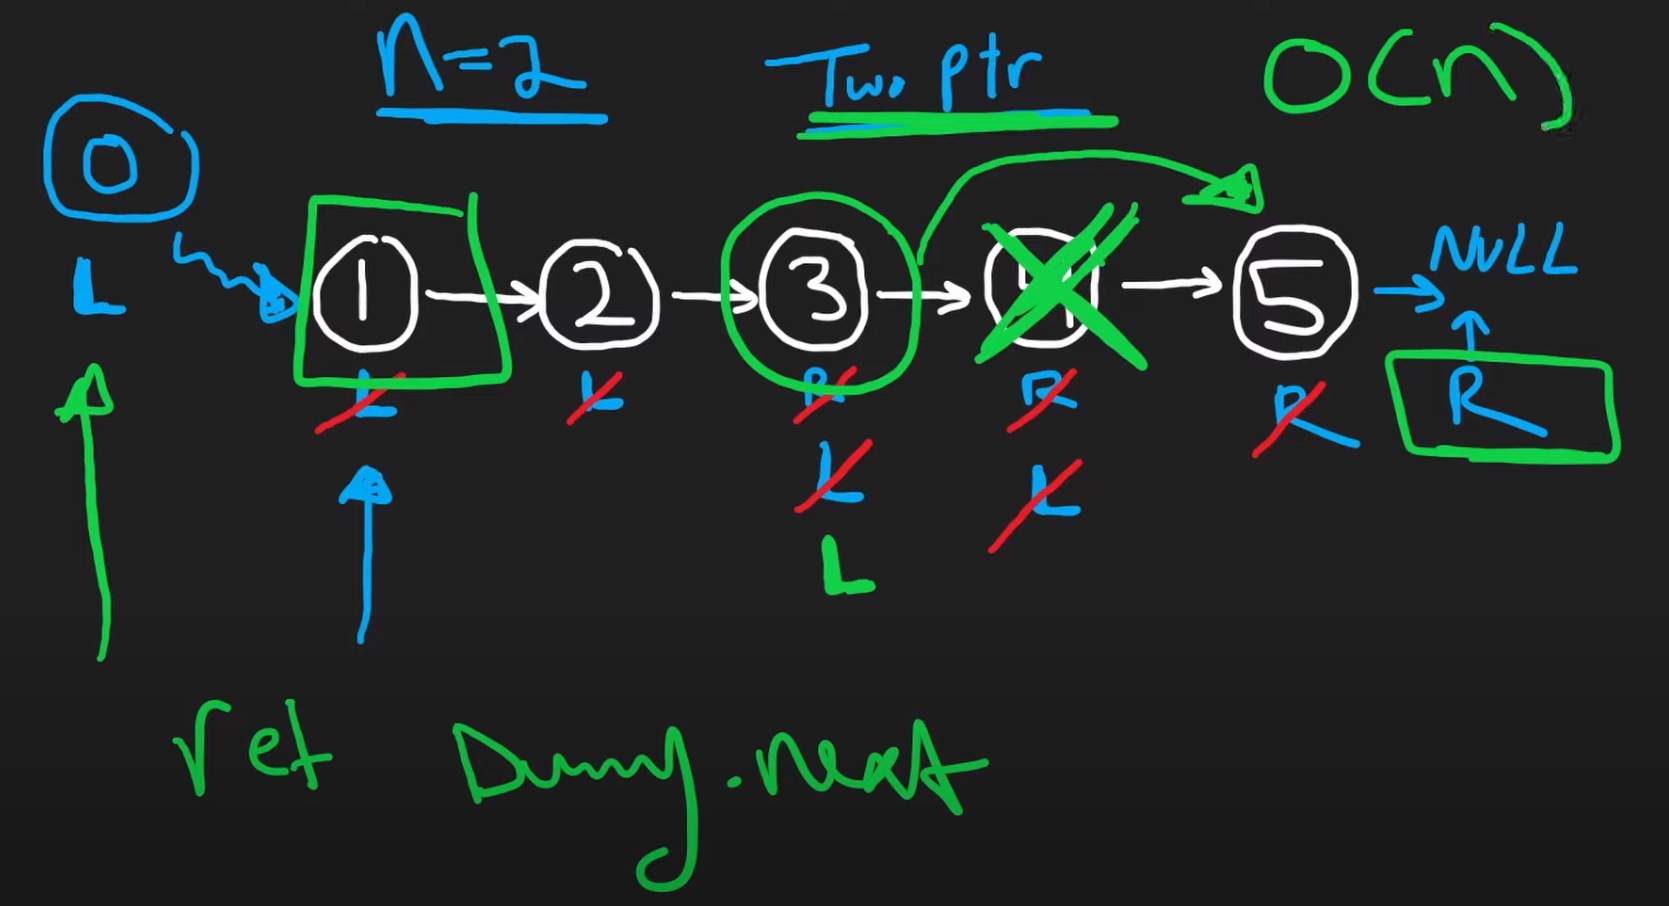 n=2 Two ptr O(n)
0
1 2 3 4 5 NULL
L
L L R R R R
L L
L
ret Dummy.next